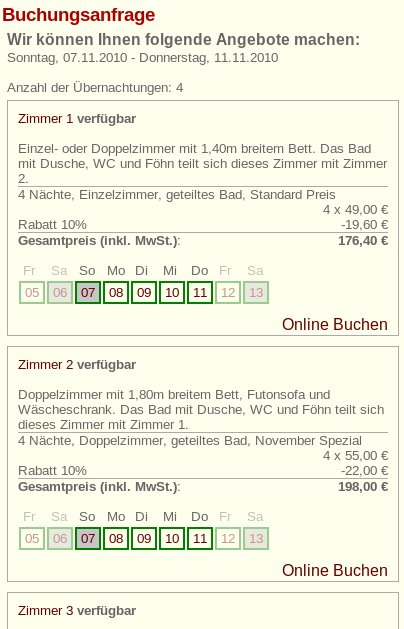 Buchungsanfrage
Wir können Ihnen folgende Angebote machen:
Sonntag, 07.11.2010 - Donnerstag, 11.11.2010
Anzahl der Übernachtungen: 4
Zimmer 1 verfügbar
Einzel- oder Doppelzimmer mit 1,40m breitem Bett. Das Bad
mit Dusche, WC und Föhn teilt sich dieses Zimmer mit Zimmer
2.
4 Nächte, Einzelzimmer, geteiltes Bad, Standard Preis
4 x 49,00 €
Rabatt 10% -19,60 €
Gesamtpreis (inkl. MwSt.): 176,40 €
Fr Sa So Mo Di Mi Do Fr Sa
05 06 07 08 09 10 11 12 13
Online Buchen
Zimmer 2 verfügbar
Doppelzimmer mit 1,80m breitem Bett, Futonsofa und
Wäscheschrank. Das Bad mit Dusche, WC und Föhn teilt sich
dieses Zimmer mit Zimmer 1.
4 Nächte, Doppelzimmer, geteiltes Bad, November Spezial
4 x 55,00 €
Rabatt 10% -22,00 €
Gesamtpreis (inkl. MwSt.): 198,00 €
Fr Sa So Mo Di Mi Do Fr Sa
05 06 07 08 09 10 11 12 13
Online Buchen
Zimmer 3 verfügbar